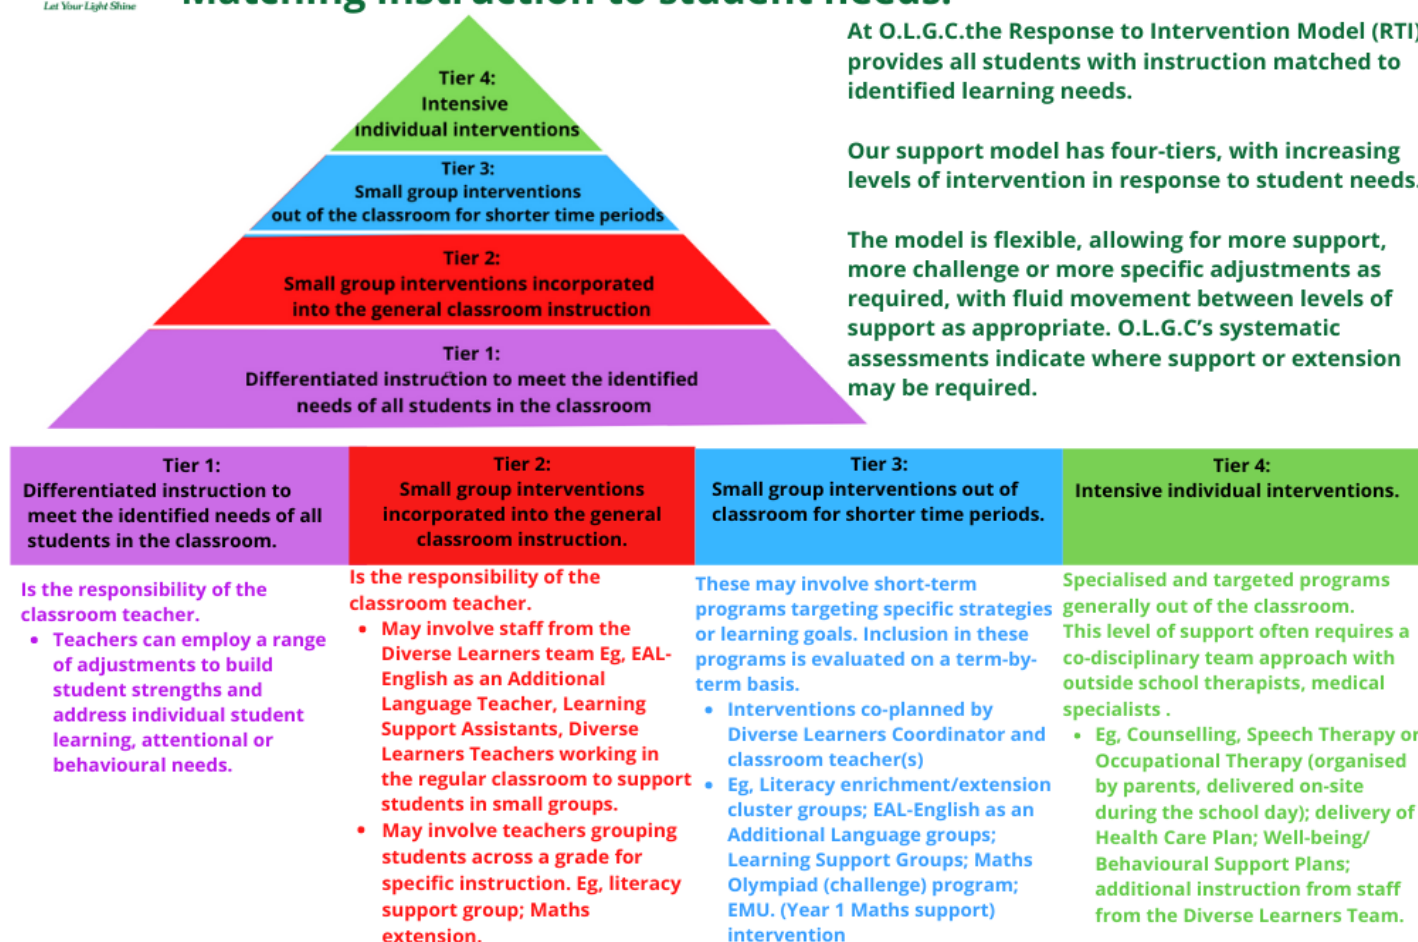 Let Your Light Shine
Matching instruction to student needs.
Tier 4:
Intensive
individual interventions
Tier 3:
Small group interventions
out of the classroom for shorter time periods
Tier 2:
Small group interventions incorporated
into the general classroom instruction
Tier 1:
Differentiated instruction to meet the identified
needs of all students in the classroom
At O.L.G.C.the Response to Intervention Model (RTI)
provides all students with instruction matched to
identified learning needs.
Our support model has four-tiers, with increasing
levels of intervention in response to student needs.
The model is flexible, allowing for more support,
more challenge or more specific adjustments as
required, with fluid movement between levels of
support as appropriate. O.L.G.C’s systematic
assessments indicate where support or extension
may be required.
Tier 1:
Differentiated instruction to
meet the identified needs of all
students in the classroom.
Is the responsibility of the
classroom teacher.
• Teachers can employ a range
of adjustments to build
student strengths and
address individual student
learning, attentional or
behavioural needs.
Tier 2:
Small group interventions
incorporated into the general
classroom instruction.
Is the responsibility of the
classroom teacher.
• May involve staff from the
Diverse Learners team Eg, EAL-
English as an Additional
Language Teacher, Learning
Support Assistants, Diverse
Learners Teachers working in
the regular classroom to support
students in small groups.
• May involve teachers grouping
students across a grade for
specific instruction. Eg, literacy
support group; Maths
extension.
Tier 3:
Small group interventions out of
classroom for shorter time periods.
These may involve short-term
programs targeting specific strategies
or learning goals. Inclusion in these
programs is evaluated on a term-by-
term basis.
• Interventions co-planned by
Diverse Learners Coordinator and
classroom teacher(s)
• Eg, Literacy enrichment/extension
cluster groups; EAL-English as an
Additional Language groups;
Learning Support Groups; Maths
Olympiad (challenge) program;
EMU. (Year 1 Maths support)
intervention
Tier 4:
Intensive individual interventions.
Specialised and targeted programs
generally out of the classroom.
This level of support often requires a
co-disciplinary team approach with
outside school therapists, medical
specialists .
• Eg, Counselling, Speech Therapy or
Occupational Therapy (organised
by parents, delivered on-site
during the school day); delivery of
Health Care Plan; Well-being/
Behavioural Support Plans;
additional instruction from staff
from the Diverse Learners Team.